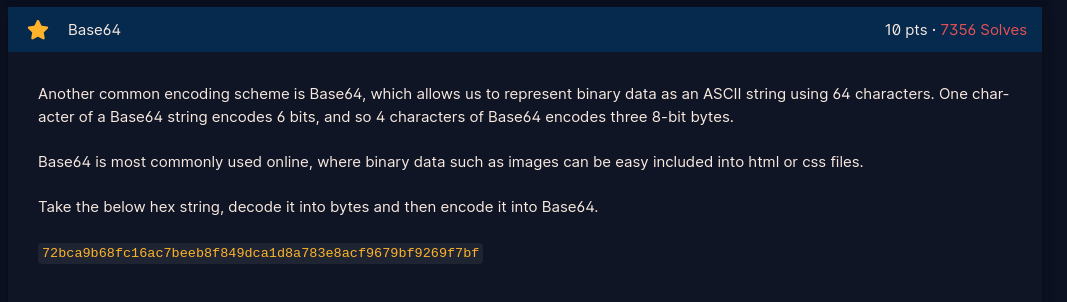 Base64
10 pts · 7356 Solves
Another common encoding scheme is Base64, which allows us to represent binary data as an ASCII string using 64 characters. One char-
acter of a Base64 string encodes 6 bits, and so 4 characters of Base64 encodes three 8-bit bytes.
Base64 is most commonly used online, where binary data such as images can be easy included into html or css files.
Take the below hex string, decode it into bytes and then encode it into Base64.
72bca9b68fc16ac7beeb8f849dca1d8a783e8acf9679bf9269f7bf